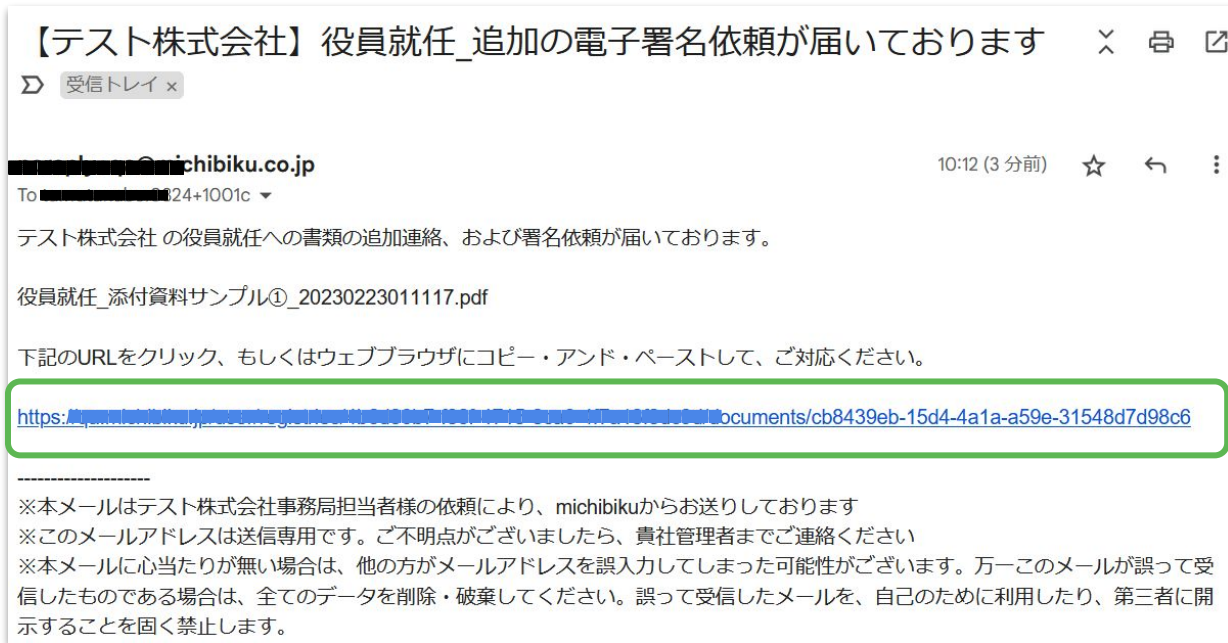 【テスト株式会社】役員就任_追加の電子署名依頼が届いております
受信トレイ ×
chibiku.co.jp
10:12 (3 分前)
To 24+1001c
テスト株式会社 の役員就任への書類の追加連絡、および署名依頼が届いております。
役員就任_添付資料サンプル①_20230223011117.pdf
下記のURLをクリック、もしくはウェブブラウザにコピー・アンド・ペーストして、ご対応ください。
https:/ ocuments/cb8439eb-15d4-4a1a-a59e-31548d7d98c6
--------------------
※本メールはテスト株式会社事務局担当者様の依頼により、michibikuからお送りしております
※このメールアドレスは送信専用です。ご不明点がございましたら、貴社管理者までご連絡ください
※本メールに心当たりが無い場合は、他の方がメールアドレスを誤入力してしまった可能性がございます。万一このメールが誤って受
信したものである場合は、全てのデータを削除・破棄してください。誤って受信したメールを、自己のために利用したり、第三者に開
示することを固く禁止します。